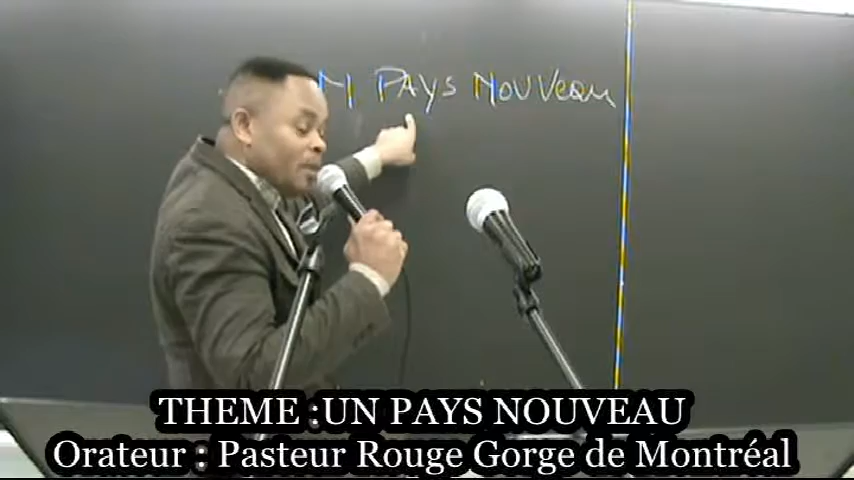 PAYS NOUVeau
THEME :UN PAYS NOUVEAU
Orateur : Pasteur Rouge Gorge de Montréal